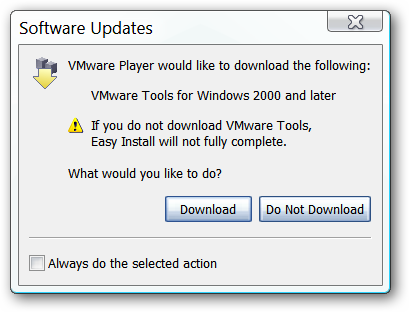 Software Updates
VMware Player would like to download the following:
VMware Tools for Windows 2000 and later
If you do not download VMware Tools,
Easy Install will not fully complete.
What would you like to do?
Download
Do Not Download
Always do the selected action